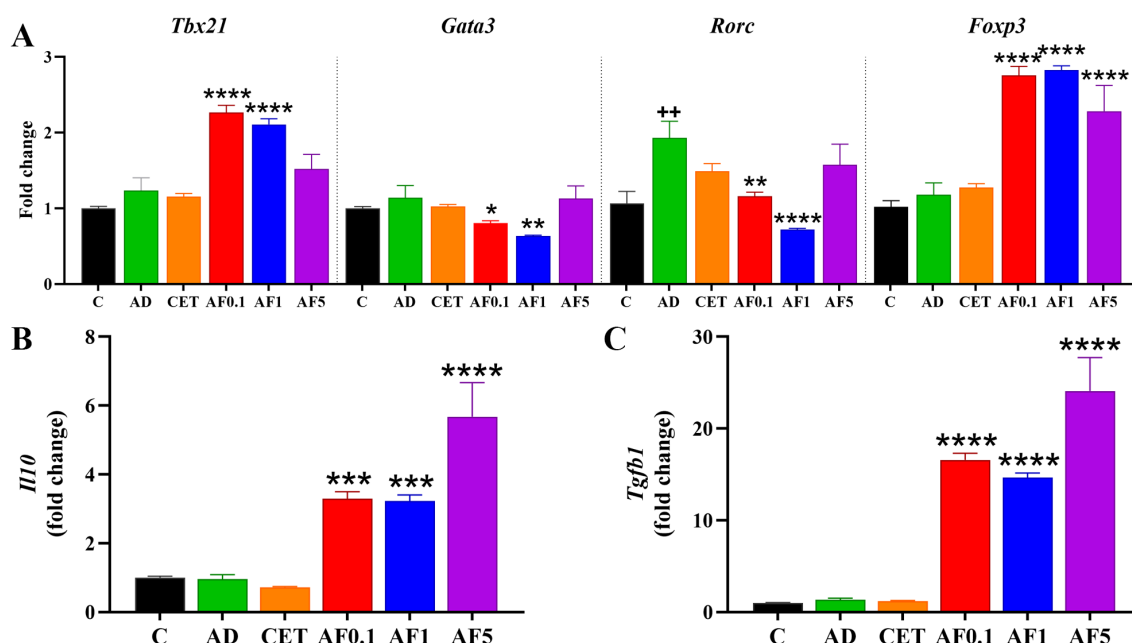 A
Tbx21 Gata3 Rorc Foxp3
Fold change
3
2
1
0
**** **** * ** ++ ** **** **** **** ****
C AD CET AF0.1 AF1 AF5 C AD CET AF0.1 AF1 AF5 C AD CET AF0.1 AF1 AF5 C AD CET AF0.1 AF1 AF5
B
Il10
(fold change)
8
6
4
2
0
*** *** ****
C AD CET AF0.1 AF1 AF5
C
Tgfb1
(fold change)
30
20
10
0
**** **** ****
C AD CET AF0.1 AF1 AF5